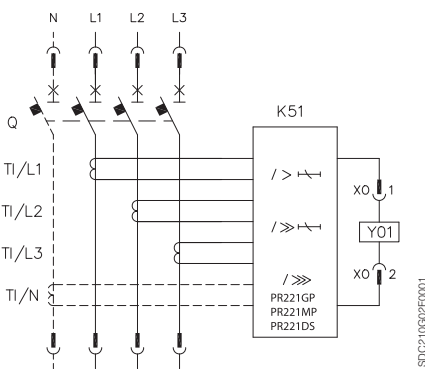 N L1 L2 L3
Q
K51
TI/L1
/ >
X0 1
TI/L2
/ ≫
Y01
TI/L3
X0 2
TI/N
/ ⋙
PR221GP
PR221MP
PR221DS
SDC210G02F0001